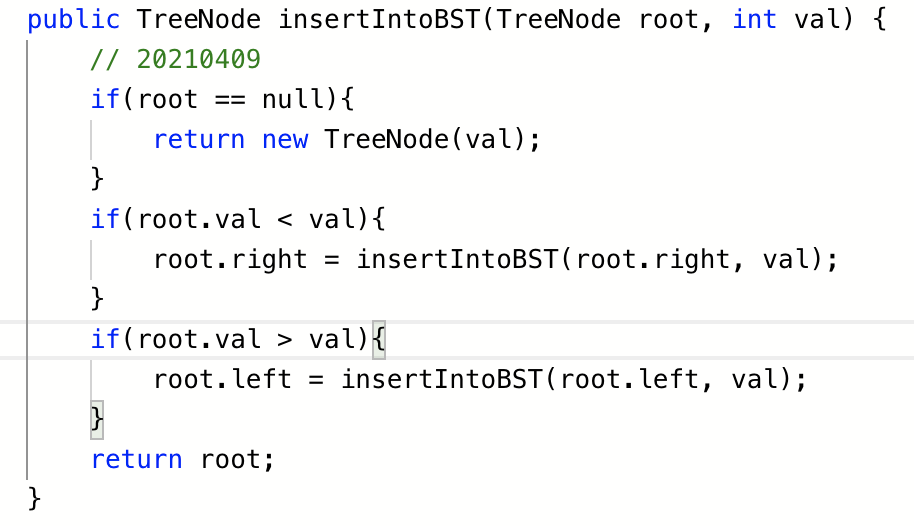 public TreeNode insertIntoBST(TreeNode root, int val) {
    // 20210409
    if(root == null){
        return new TreeNode(val);
    }
    if(root.val < val){
        root.right = insertIntoBST(root.right, val);
    }
    if(root.val > val){
        root.left = insertIntoBST(root.left, val);
    }
    return root;
}